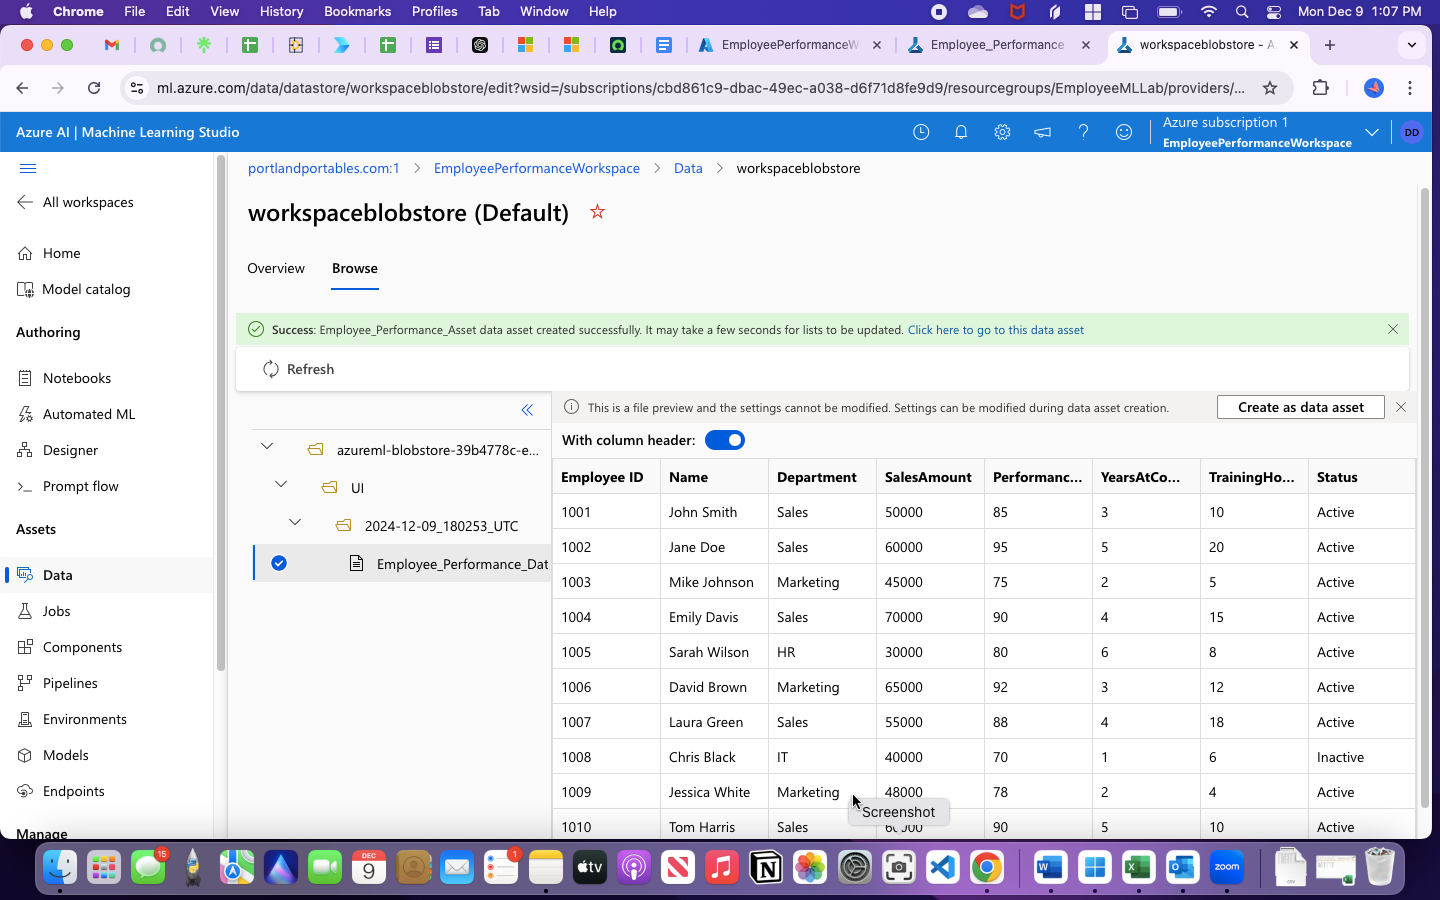 Chrome File Edit View History Bookmarks Profiles Tab Window Help Mon Dec 9 1:07 PM
EmployeePerformanceW Employee_Performance workspaceblobstore - A
ml.azure.com/data/datastore/workspaceblobstore/edit?wsid=/subscriptions/cbd861c9-dbac-49ec-a038-d6f71d8fe9d9/resourcegroups/EmployeeMLLab/providers/...
Azure AI | Machine Learning Studio
Azure subscription 1
EmployeePerformanceWorkspace
DD
portlandportables.com:1 > EmployeePerformanceWorkspace > Data > workspaceblobstore
All workspaces
Home
Model catalog
Authoring
Notebooks
Automated ML
Designer
Prompt flow
Assets
Data
Jobs
Components
Pipelines
Environments
Models
Endpoints
Manage
workspaceblobstore (Default)
Overview Browse
Success: Employee_Performance_Asset data asset created successfully. It may take a few seconds for lists to be updated. Click here to go to this data asset
Refresh
azureml-blobstore-39b4778c-e...
UI
2024-12-09_180253_UTC
Employee_Performance_Dat
This is a file preview and the settings cannot be modified. Settings can be modified during data asset creation. Create as data asset
With column header:
Employee ID Name Department SalesAmount Performanc... YearsAtCo... TrainingHo... Status
1001 John Smith Sales 50000 85 3 10 Active
1002 Jane Doe Sales 60000 95 5 20 Active
1003 Mike Johnson Marketing 45000 75 2 5 Active
1004 Emily Davis Sales 70000 90 4 15 Active
1005 Sarah Wilson HR 30000 80 6 8 Active
1006 David Brown Marketing 65000 92 3 12 Active
1007 Laura Green Sales 55000 88 4 18 Active
1008 Chris Black IT 40000 70 1 6 Inactive
1009 Jessica White Marketing 48000 78 2 4 Active
Screenshot
1010 Tom Harris Sales 90 5 10 Active
15
DEC
9
1
tv
zoom